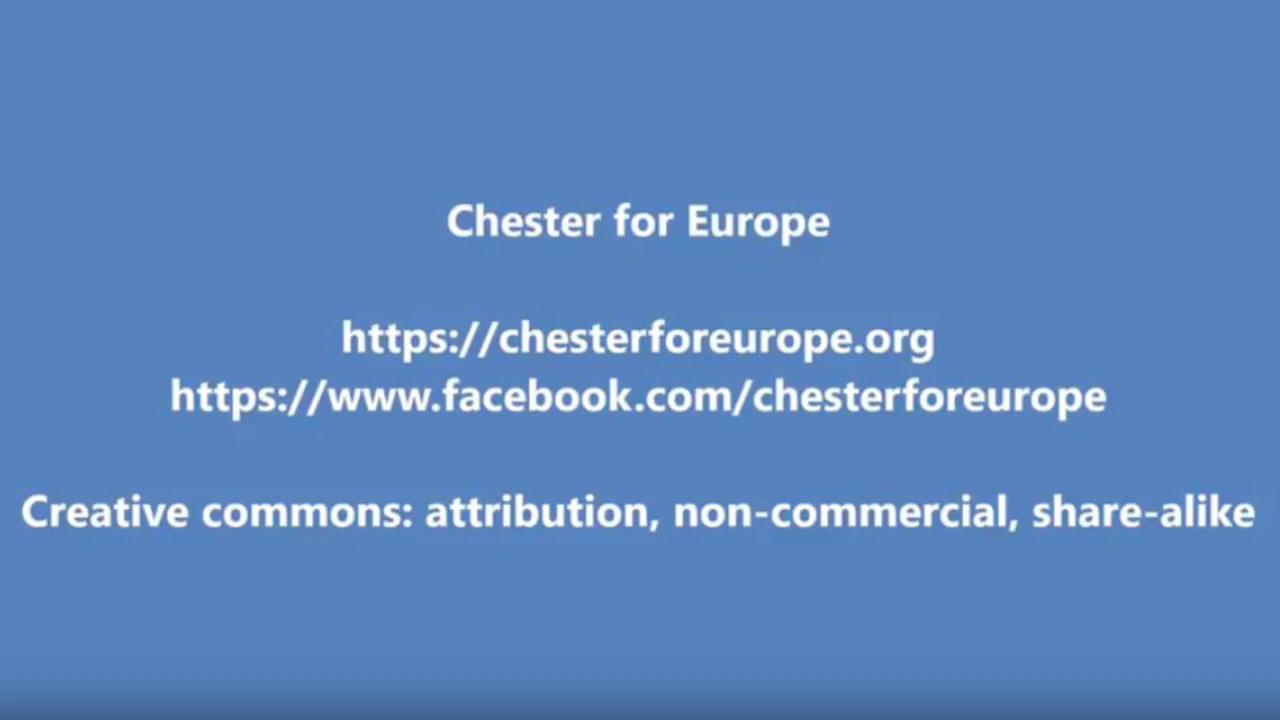 Chester for Europe
https://chesterforeurope.org
https://www.facebook.com/chesterforeurope
Creative commons: attribution, non-commercial, share-alike